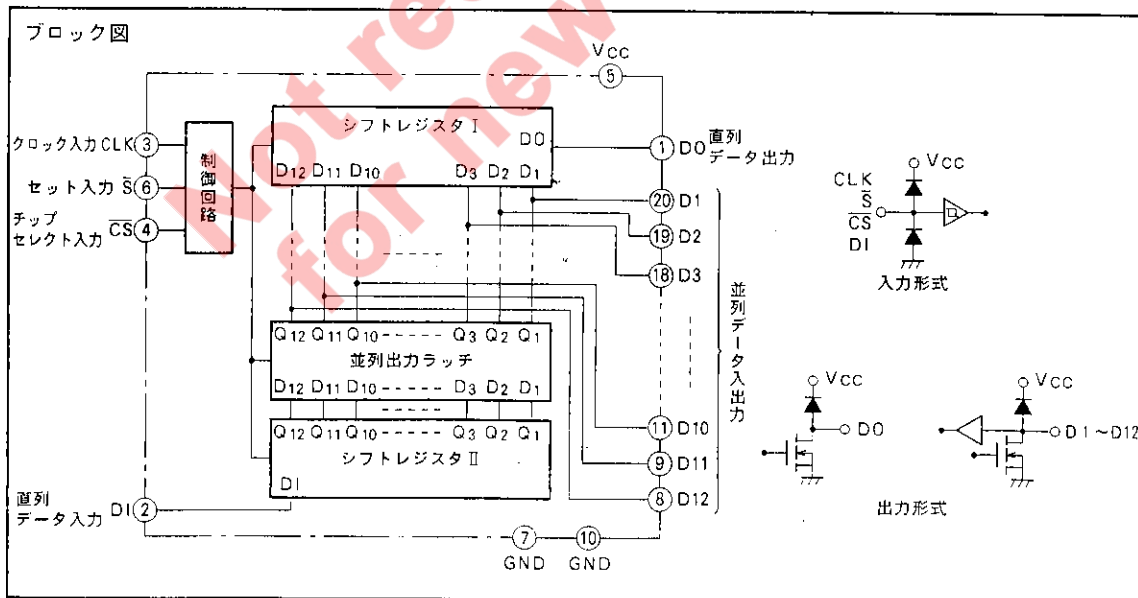 ブロック図
Not re
for new
VCC
5
シフトレジスタⅠ
DO
D12 D11 D10 D3 D2 D1
クロック入力 CLK 3
セット入力 S̅ 6
チップ
セレクト入力 C̅S̅ 4
制御回路
1 DO 直列
データ出力
20 D1
19 D2
18 D3
Q12 Q11 Q10 Q3 Q2 Q1
並列出力ラッチ
D12 D11 D10 D3 D2 D1
Q12 Q11 Q10 Q3 Q2 Q1
シフトレジスタⅡ
DI
11 D10
9 D11
8 D12
並列データ入出力
直列
データ入力 DI 2
7 10
GND GND
VCC
CLK
S̅
C̅S̅
DI
入力形式
VCC
DO
VCC
D1～D12
出力形式